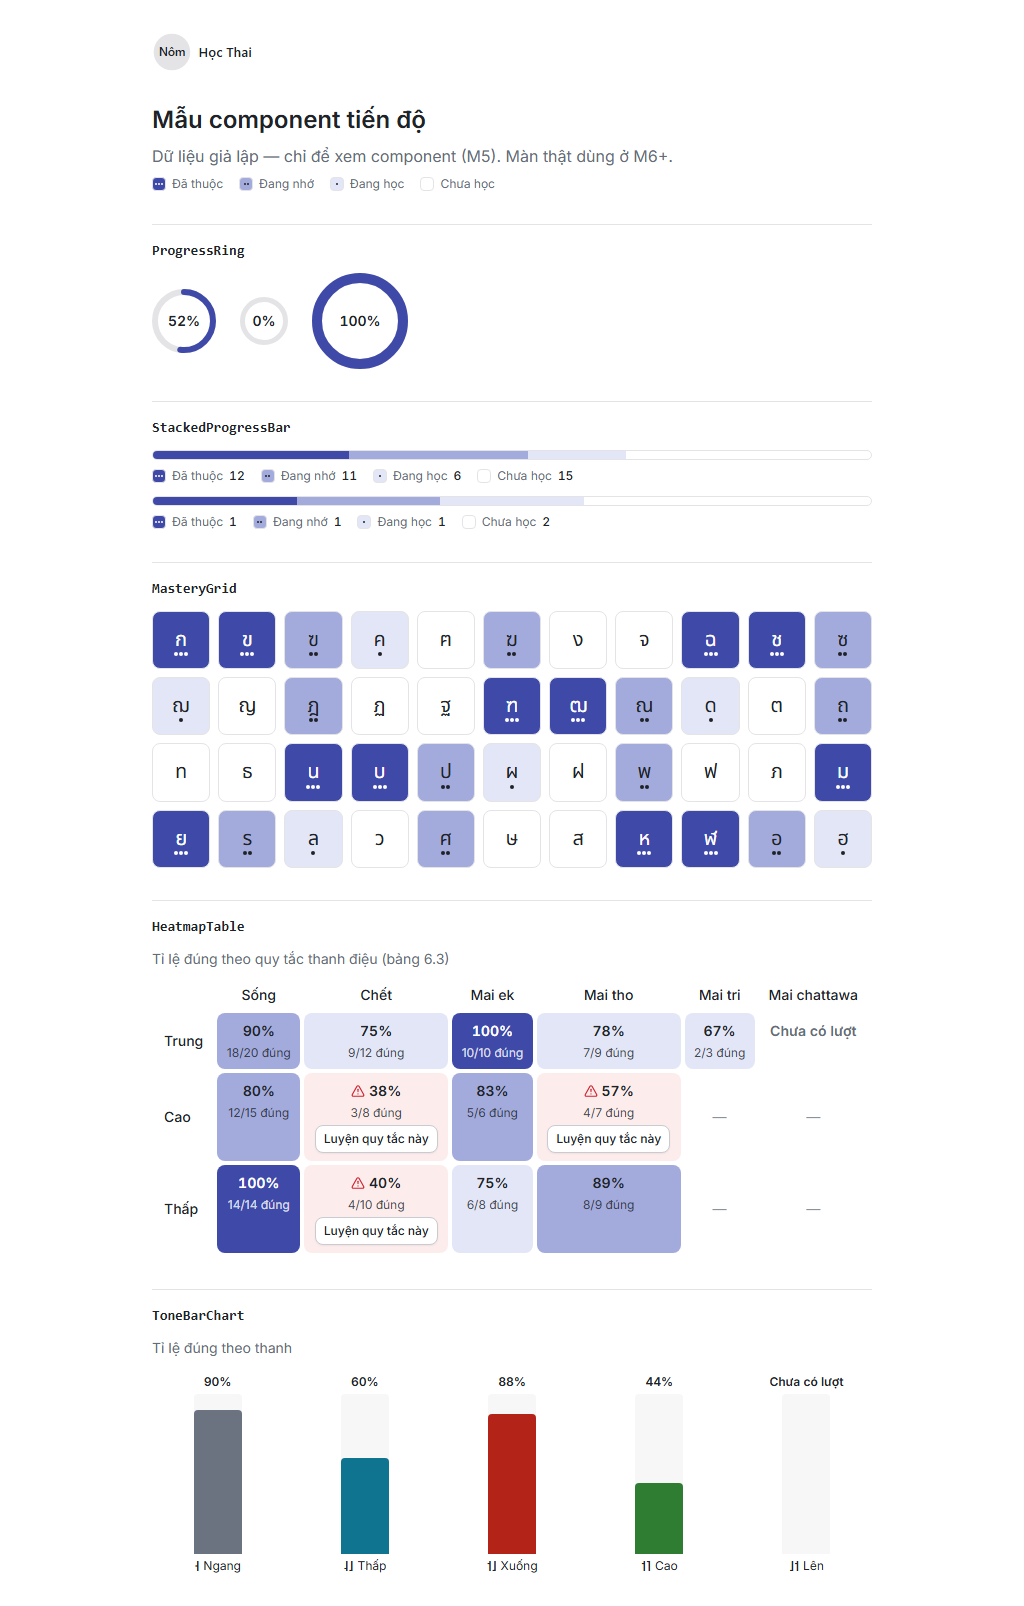 Nôm Học Thai
Mẫu component tiến độ
Dữ liệu giả lập — chỉ để xem component (M5). Màn thật dùng ở M6+.
Đã thuộc Đang nhớ Đang học Chưa học
ProgressRing
52% 0% 100%
StackedProgressBar
Đã thuộc 12 Đang nhớ 11 Đang học 6 Chưa học 15
Đã thuộc 1 Đang nhớ 1 Đang học 1 Chưa học 2
MasteryGrid
ก ข ฃ ค ฅ ฆ ง จ ฉ ช ซ
ฌ ญ ฎ ฏ ฐ ฑ ฒ ณ ด ต ถ
ท ธ น บ ป ผ ฝ พ ฟ ภ ม
ย ร ล ว ศ ษ ส ห ฬ อ ฮ
HeatmapTable
Tỉ lệ đúng theo quy tắc thanh điệu (bảng 6.3)
Sống Chết Mai ek Mai tho Mai tri Mai chattawa
Trung 90% 75% 100% 78% 67% Chưa có lượt
18/20 đúng 9/12 đúng 10/10 đúng 7/9 đúng 2/3 đúng
Cao 80% 38% 83% 57% — —
12/15 đúng 3/8 đúng 5/6 đúng 4/7 đúng
Luyện quy tắc này Luyện quy tắc này
Thấp 100% 40% 75% 89% — —
14/14 đúng 4/10 đúng 6/8 đúng 8/9 đúng
Luyện quy tắc này
ToneBarChart
Tỉ lệ đúng theo thanh
90% 60% 88% 44% Chưa có lượt
˧ Ngang ˨˩ Thấp ˥˩ Xuống ˦˥ Cao ˩˥ Lên